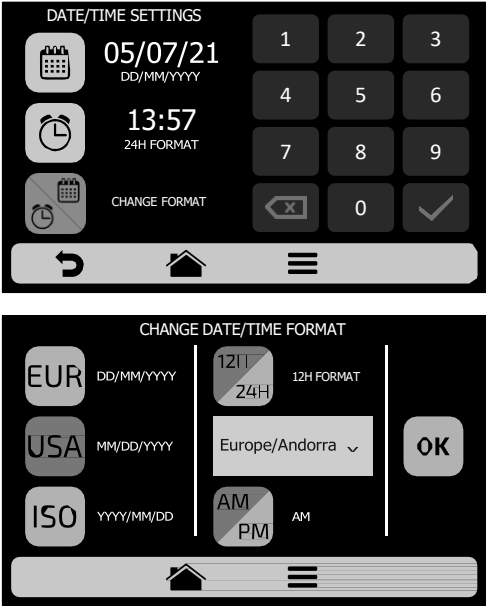 DATE/TIME SETTINGS
05/07/21
DD/MM/YYYY
13:57
24H FORMAT
CHANGE FORMAT
1 2 3
4 5 6
7 8 9
x 0
CHANGE DATE/TIME FORMAT
EUR DD/MM/YYYY
USA MM/DD/YYYY
ISO YYYY/MM/DD
12H
24H
12H FORMAT
Europe/Andorra
AM
PM
AM
OK